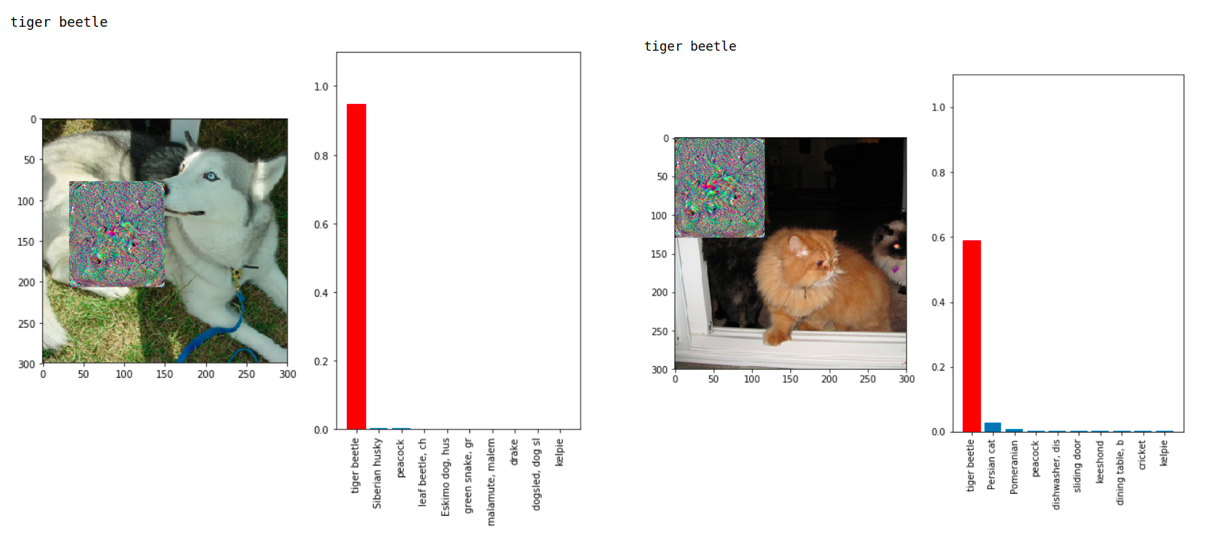 tiger beetle
1.0
0.8
0.6
0.4
0.2
0.0
0
50
100
150
200
250
300
0 50 100 150 200 250 300
tiger beetle
Siberian husky
peacock
leaf beetle, ch
Eskimo dog, hus
green snake, gr
malamute, malem
drake
dogsled, dog sl
kelpie
tiger beetle
1.0
0.8
0.6
0.4
0.2
0.0
0
50
100
150
200
250
300
0 50 100 150 200 250 300
tiger beetle
Persian cat
Pomeranian
peacock
dishwasher, dis
sliding door
keeshond
dining table, b
cricket
kelpie